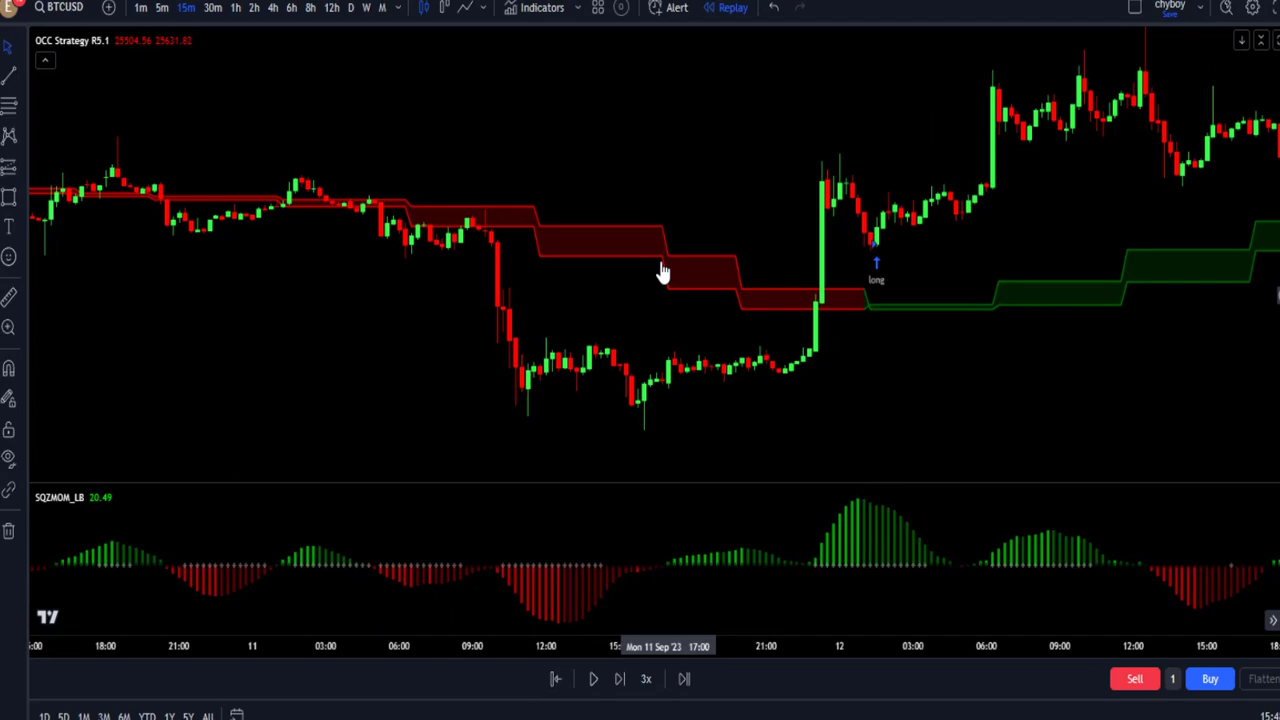 E BTCUSD 1m 5m 15m 30m 1h 2h 4h 6h 8h 12h D W M Indicators Alert Replay chyboy
Save
OCC Strategy R5.1 25504.56 25631.82
long
SQZMOM_LB 20.49
18:00 21:00 11 03:00 06:00 09:00 12:00 Mon 11 Sep '23 17:00 21:00 12 03:00 06:00 09:00 12:00 15:00
3x Sell 1 Buy Flatten
1D 5D 1M 3M 6M YTD 1Y 5Y All